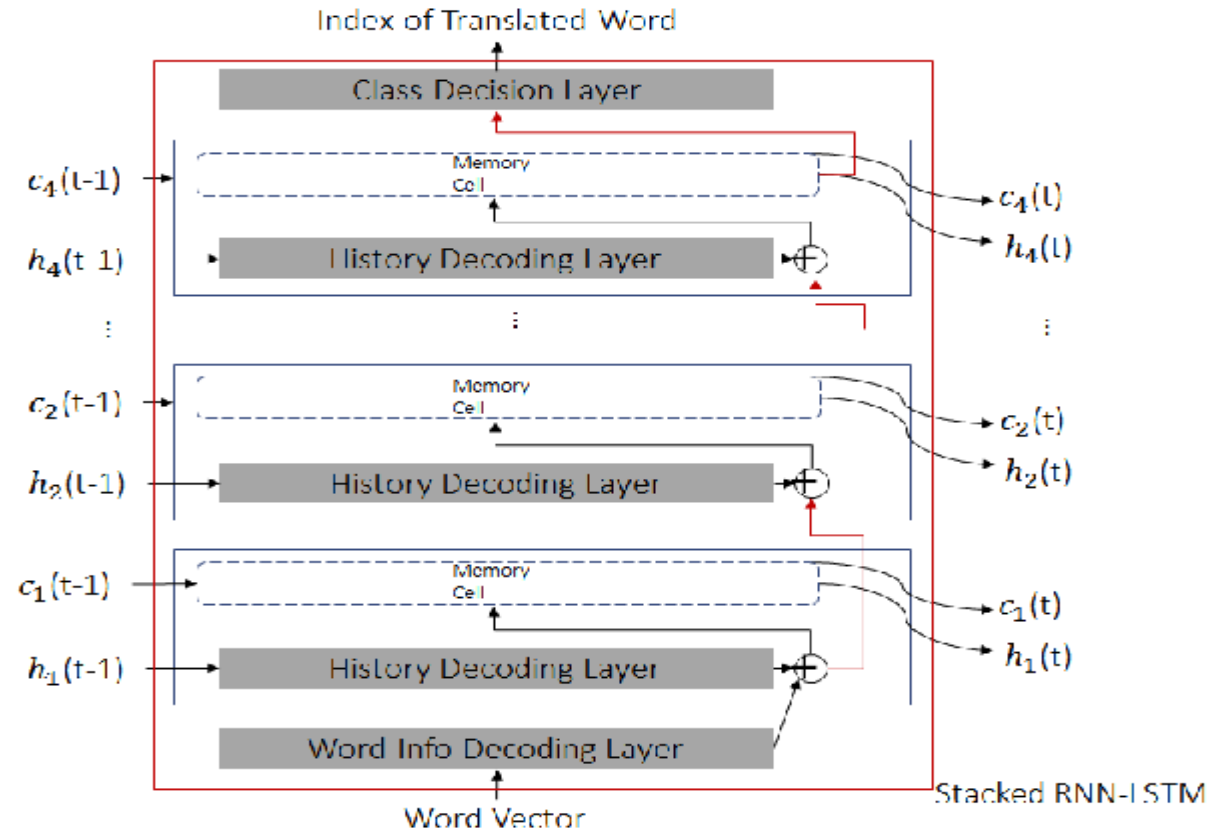 Index of Translated Word
Class Decision Layer
Memory
Cell
c₄(t-1)
c₄(t)
h₄(t-1)
History Decoding Layer
h₄(t)
⋮
⋮
⋮
Memory
Cell
c₂(t-1)
c₂(t)
h₂(t-1)
History Decoding Layer
h₂(t)
Memory
Cell
c₁(t-1)
c₁(t)
h₁(t-1)
History Decoding Layer
h₁(t)
Word Info Decoding Layer
Stacked RNN-LSTM
Word Vector